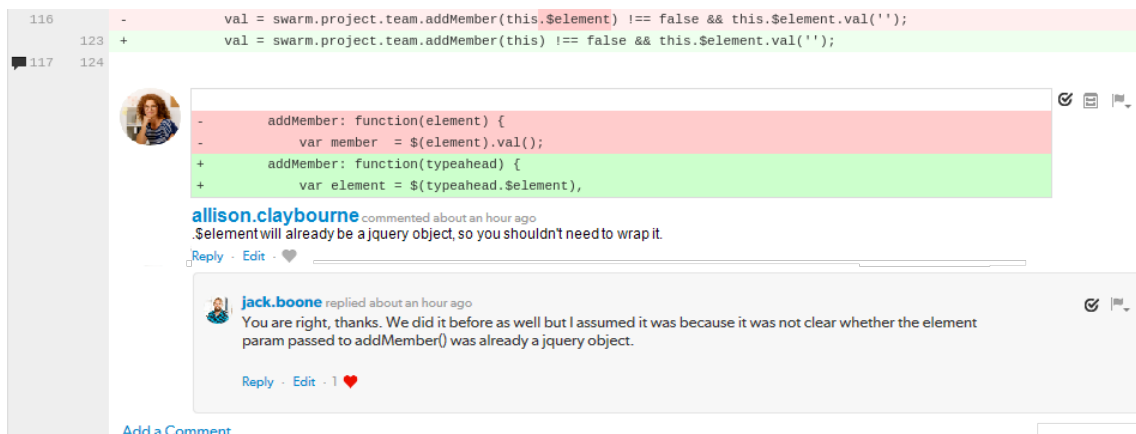 116 - val = swarm.project.team.addMember(this.$element) !== false && this.$element.val('');
123 + val = swarm.project.team.addMember(this) !== false && this.$element.val('');
117 124
- addMember: function(element) {
- var member = $(element).val();
+ addMember: function(typeahead) {
+ var element = $(typeahead.$element),
allison.claybourne commented about an hour ago
.$element will already be a jquery object, so you shouldn't need to wrap it.
Reply · Edit ·
jack.boone replied about an hour ago
You are right, thanks. We did it before as well but I assumed it was because it was not clear whether the element
param passed to addMember() was already a jquery object.
Reply · Edit · 1
Add a Comment